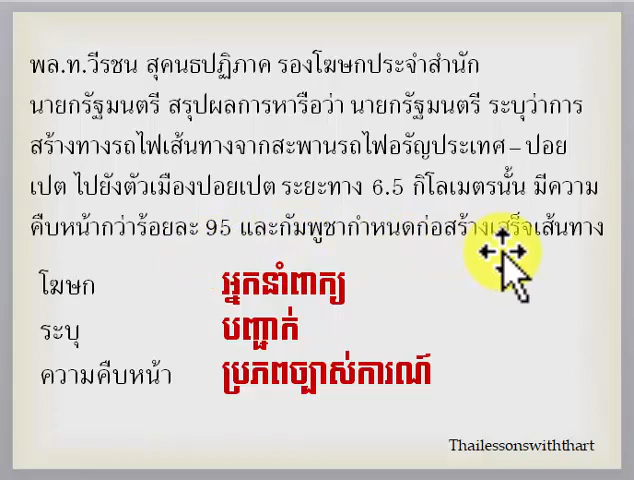 พล.ท.วีรชน สุคนธปฏิภาค รองโฆษกประจำสำนัก
นายกรัฐมนตรี สรุปผลการหารือว่า นายกรัฐมนตรี ระบุว่าการ
สร้างทางรถไฟเส้นทางจากสะพานรถไฟอรัญประเทศ – ปอย
เปต ไปยังตัวเมืองปอยเปต ระยะทาง 6.5 กิโลเมตรนั้น มีความ
คืบหน้ากว่าร้อยละ 95 และกัมพูชากำหนดก่อสร้างเสร็จเส้นทาง
โฆษก អ្នកនាំពាក្យ
ระบุ បញ្ជាក់
ความคืบหน้า ប្រភពច្បាស់ការណ៍
Thailessonswiththart